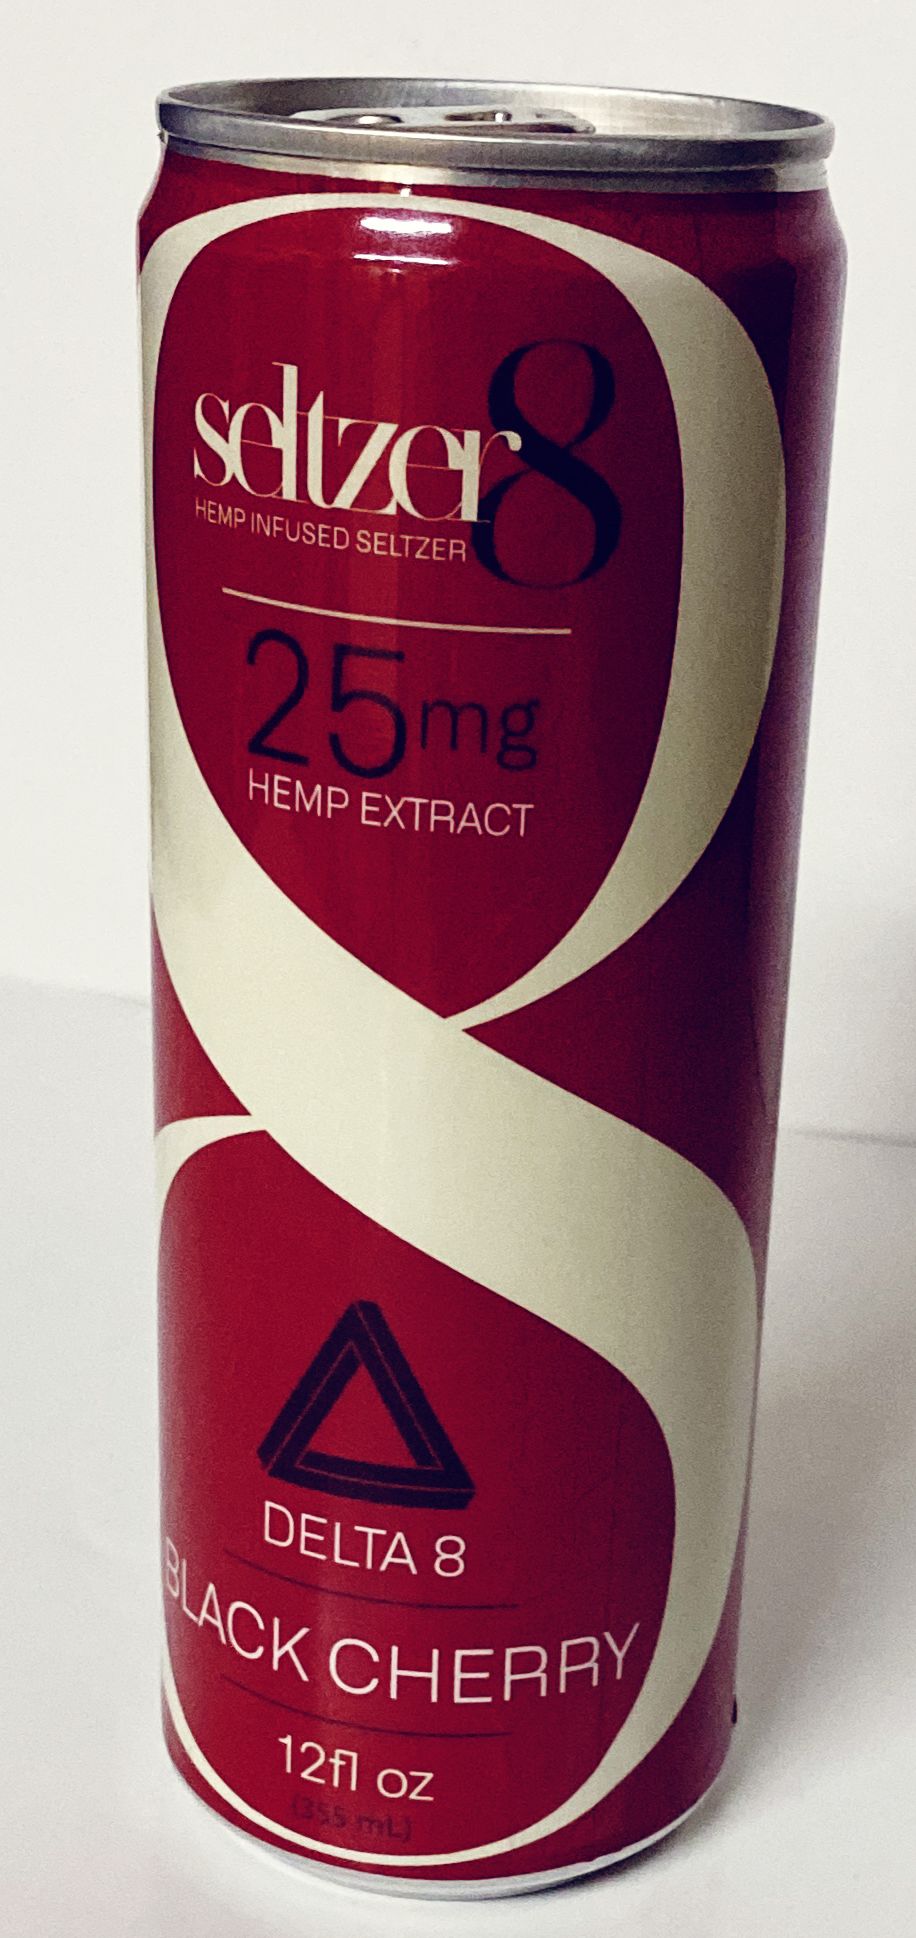 seltzer8
HEMP INFUSED SELTZER
25mg
HEMP EXTRACT
DELTA 8
BLACK CHERRY
12fl oz
(355 mL)